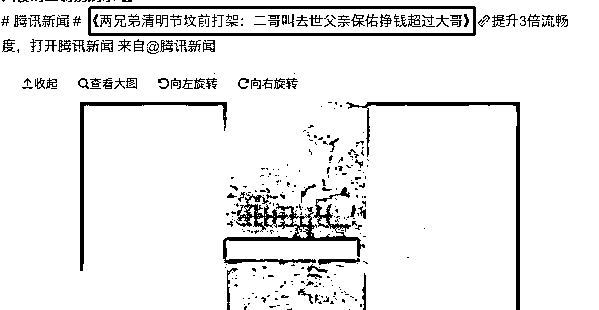 # 腾讯新闻 # 《两兄弟清明节坟前打架：二哥叫去世父亲保佑挣钱超过大哥》 提升3倍流畅
度，打开腾讯新闻 来自@腾讯新闻
收起 查看大图 向左旋转 向右旋转